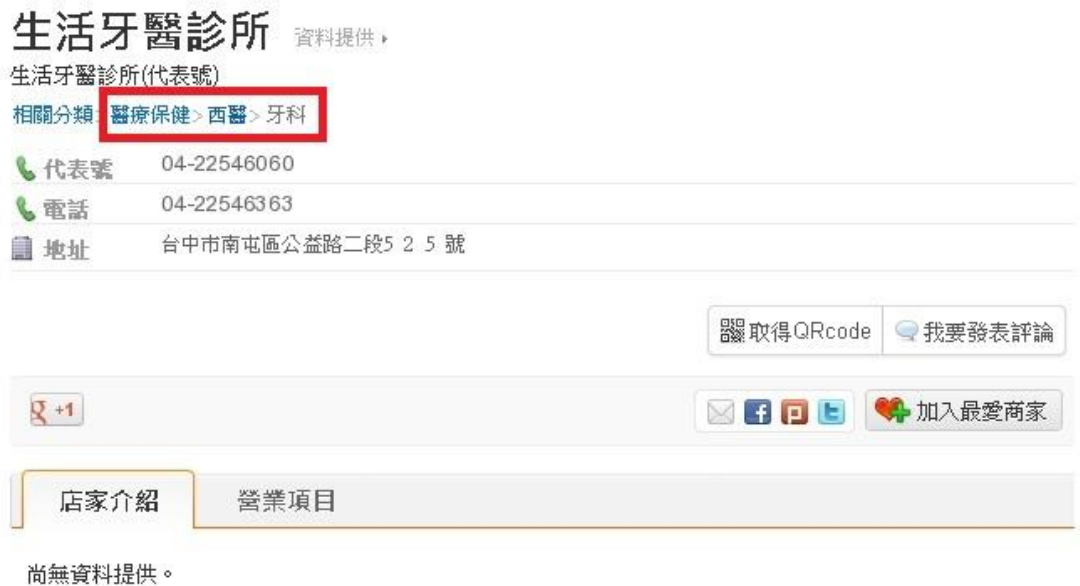 生活牙醫診所 資料提供
生活牙醫診所(代表號)
相關分類: 醫療保健> 西醫> 牙科
代表號 04-22546060
電話 04-22546363
地址 台中市南屯區公益路二段5 2 5 號
取得QRcode 我要發表評論
g +1 加入最愛商家
店家介紹 營業項目
尚無資料提供。